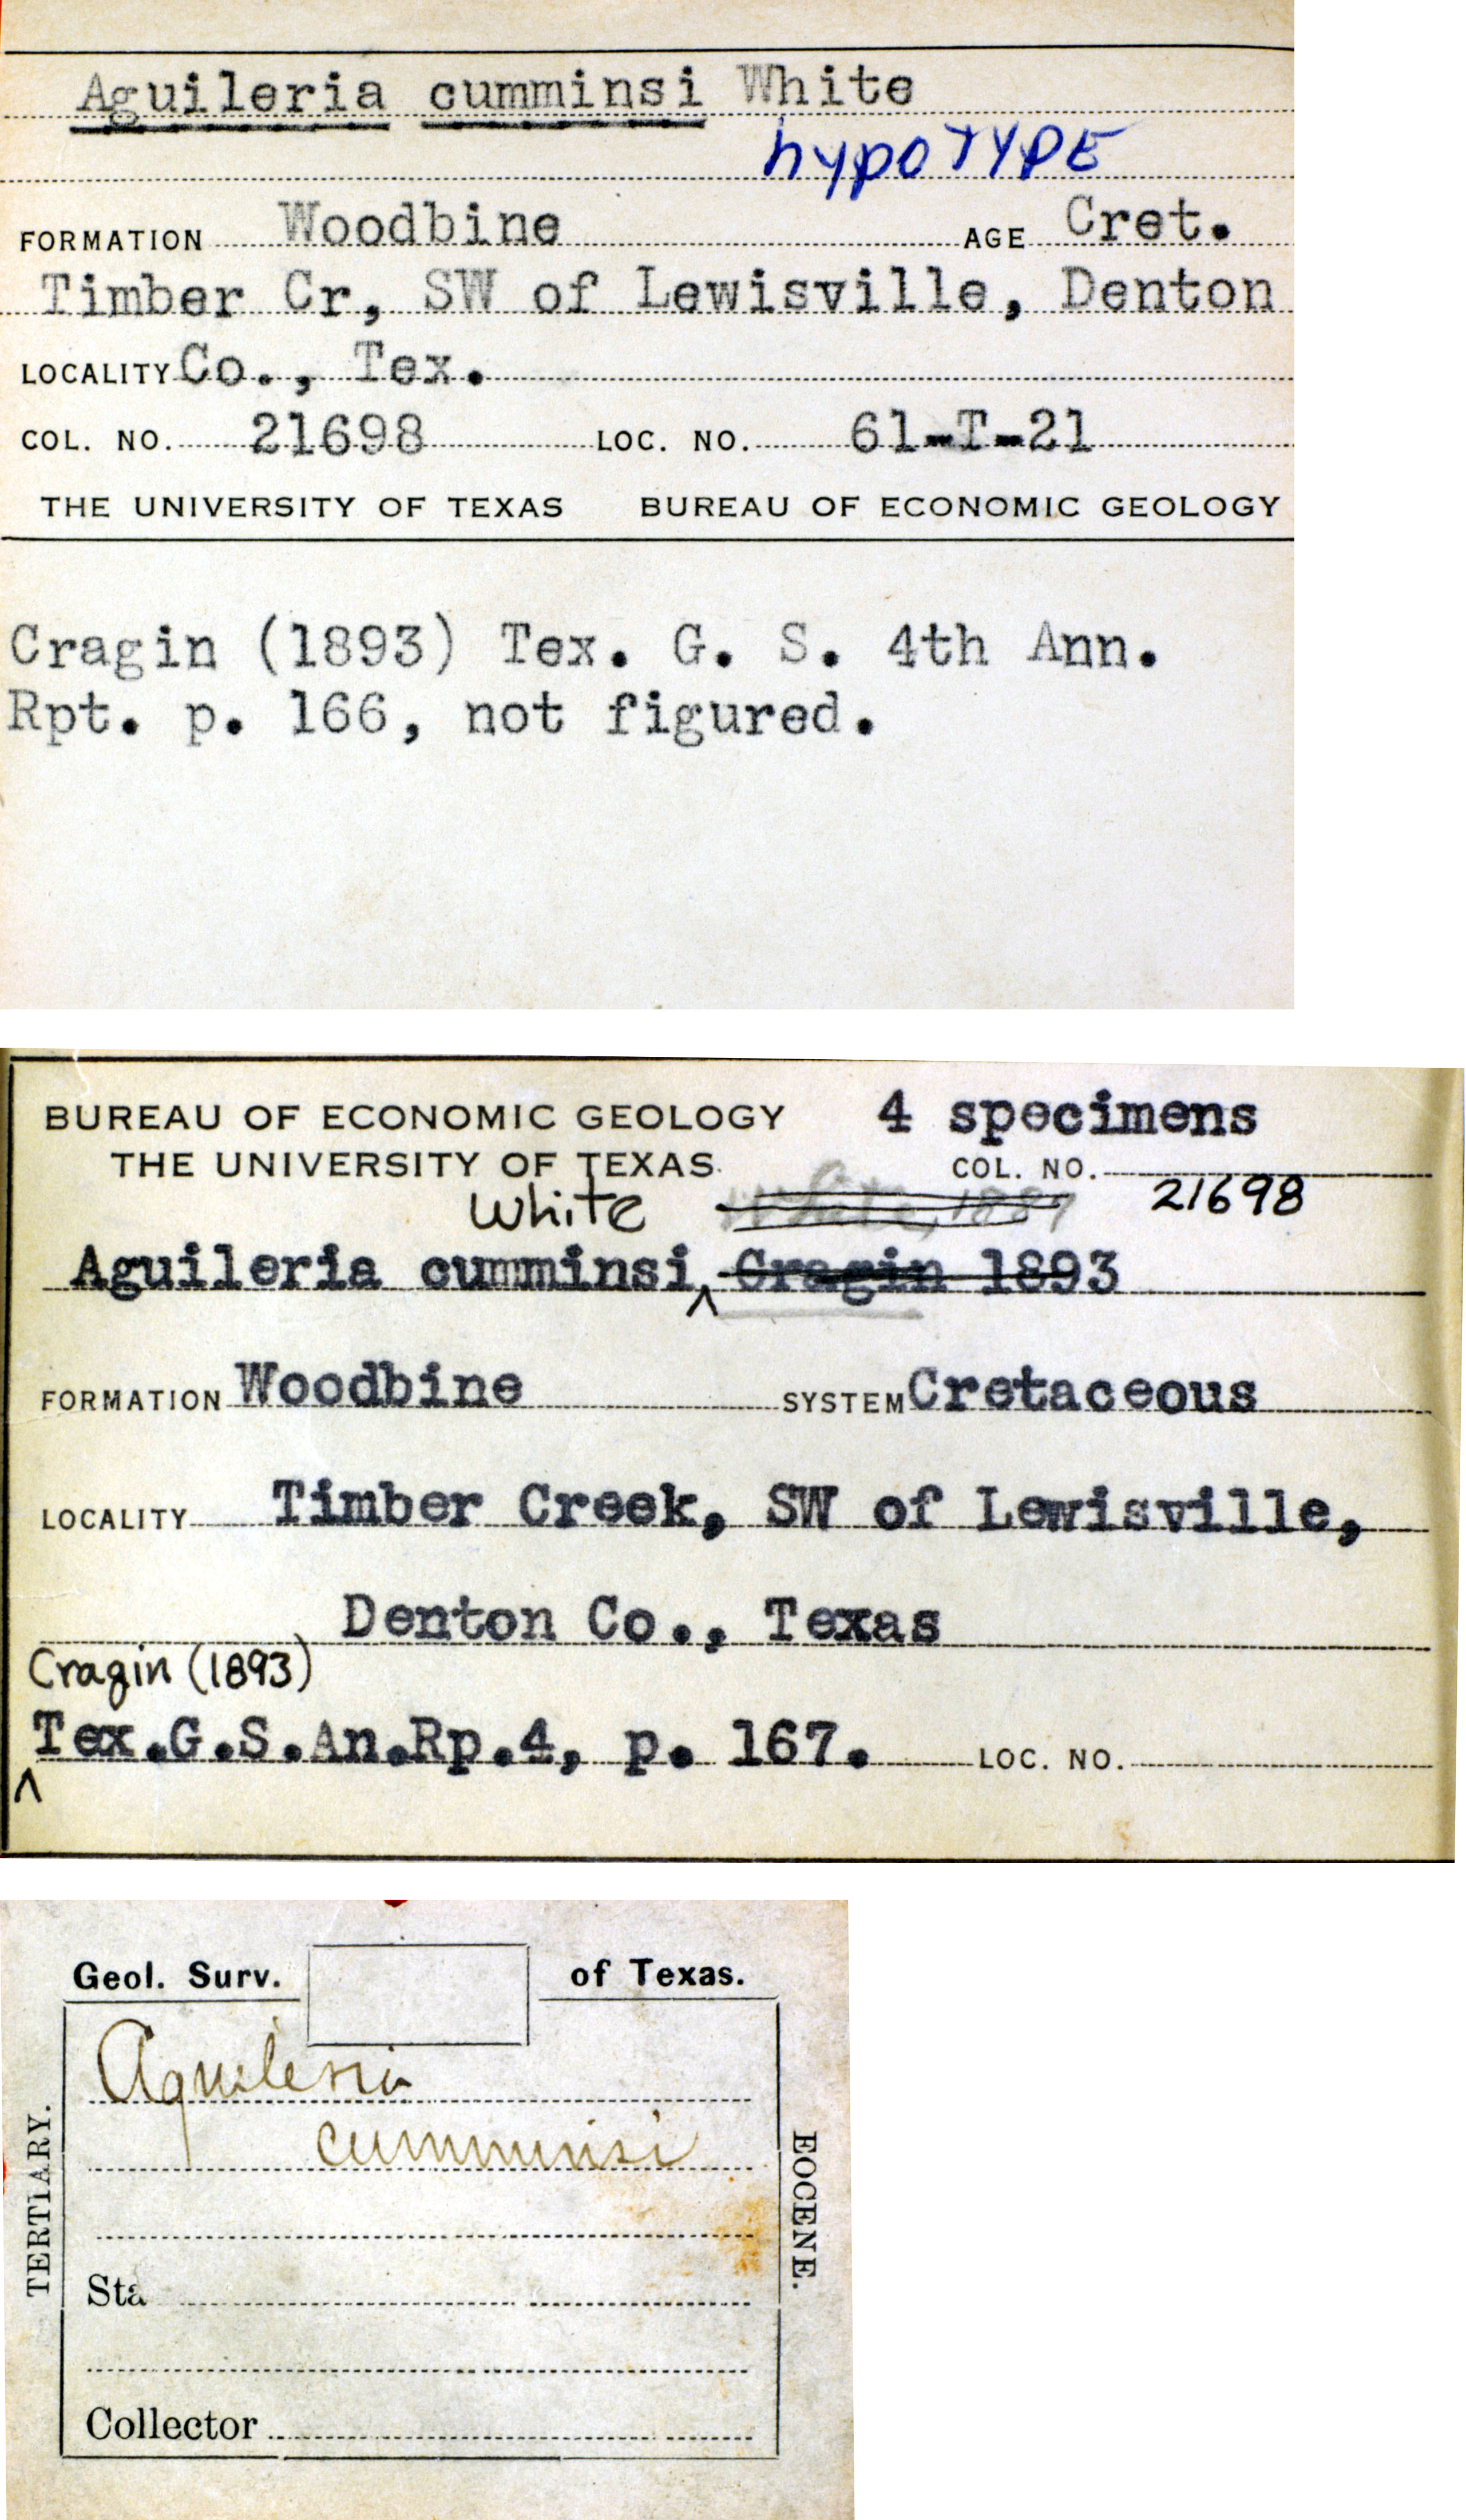 Aguileria cumminsi White
hypoTYPE
FORMATION Woodbine AGE Cret.
Timber Cr, SW of Lewisville, Denton
LOCALITY Co., Tex.
COL. NO. 21698 LOC. NO. 61-T-21
THE UNIVERSITY OF TEXAS BUREAU OF ECONOMIC GEOLOGY
Cragin (1893) Tex. G. S. 4th Ann.
Rpt. p. 166, not figured.
BUREAU OF ECONOMIC GEOLOGY 4 specimens
THE UNIVERSITY OF TEXAS COL. NO. 21698
White White, 1887
Aguileria cumminsi ^ Cragin 1893
FORMATION Woodbine SYSTEM Cretaceous
LOCALITY Timber Creek, SW of Lewisville,
Denton Co., Texas
Cragin (1893)
^ Tex.G.S.An.Rp.4, p. 167. LOC. NO.
Geol. Surv. of Texas.
Aguileria
cumminsi
Sta
Collector
TERTIARY.
EOCENE.